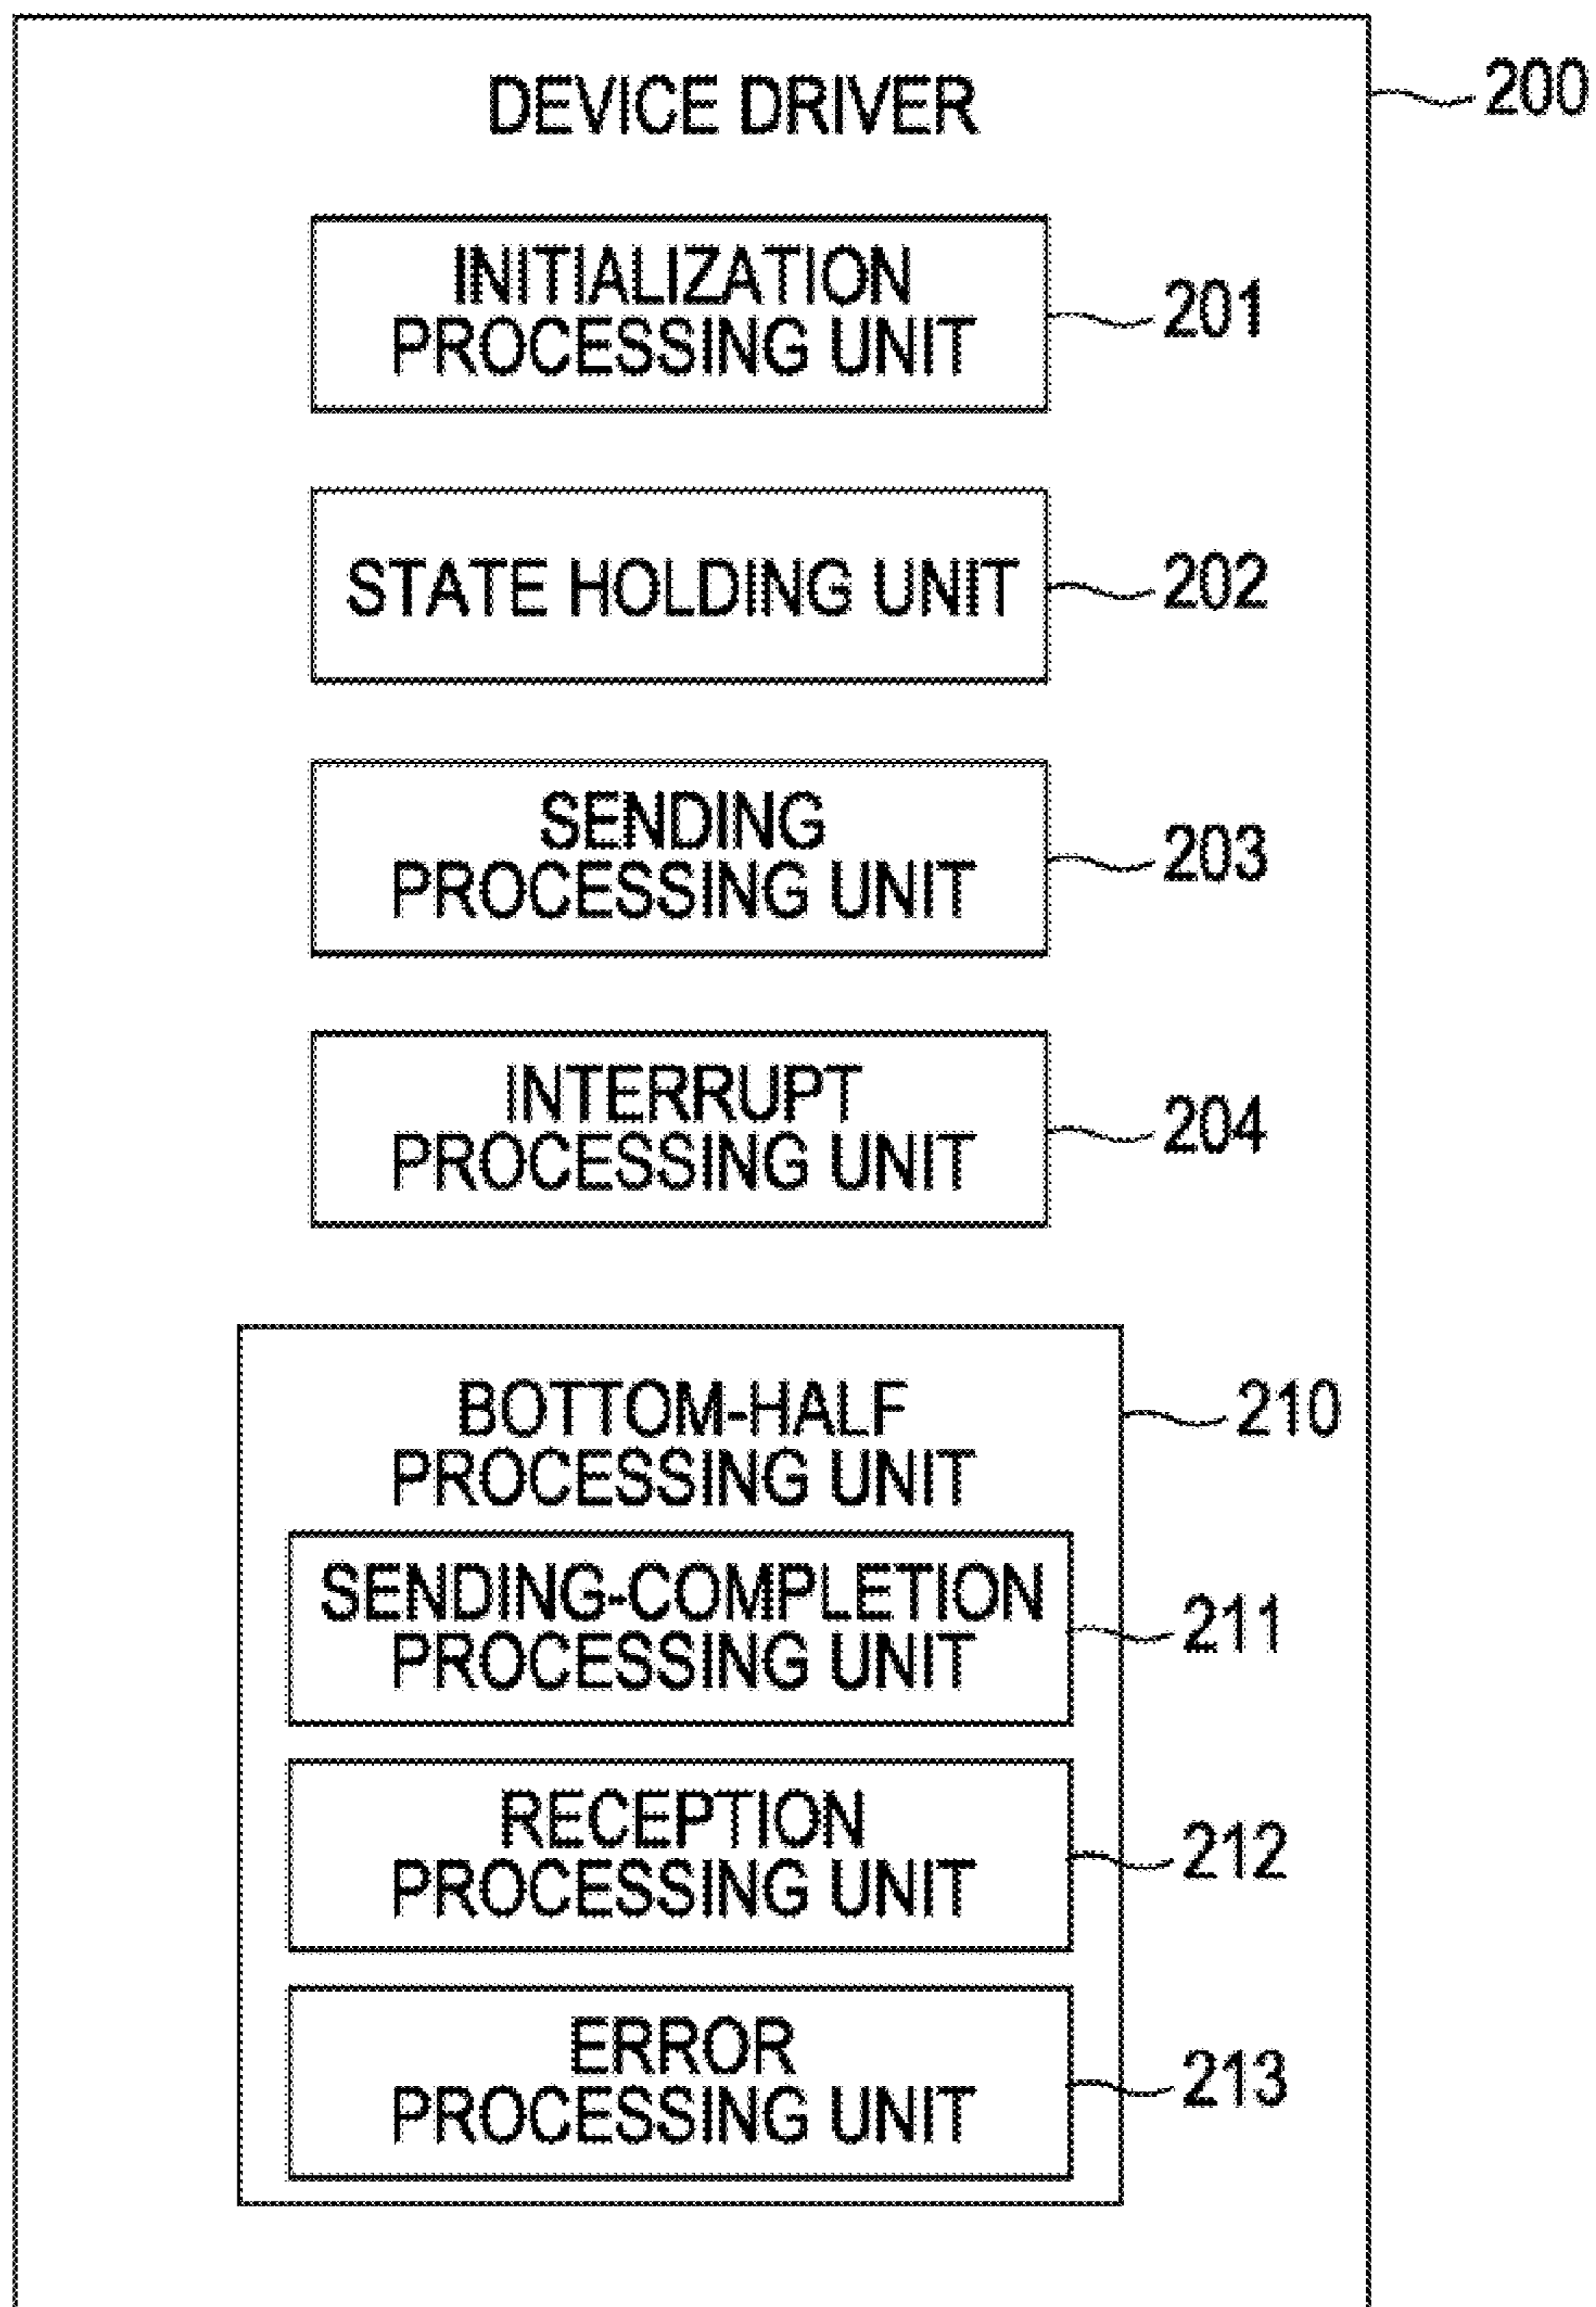 DEVICE DRIVER
200
INITIALIZATION
PROCESSING UNIT
201
STATE HOLDING UNIT
202
SENDING
PROCESSING UNIT
203
INTERRUPT
PROCESSING UNIT
204
BOTTOM-HALF
PROCESSING UNIT
210
SENDING-COMPLETION
PROCESSING UNIT
211
RECEPTION
PROCESSING UNIT
212
ERROR
PROCESSING UNIT
213